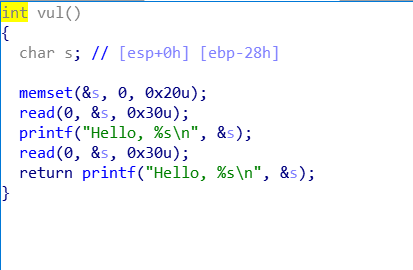 int vul()
{
  char s; // [esp+0h] [ebp-28h]
  memset(&s, 0, 0x20u);
  read(0, &s, 0x30u);
  printf("Hello, %s\n", &s);
  read(0, &s, 0x30u);
  return printf("Hello, %s\n", &s);
}